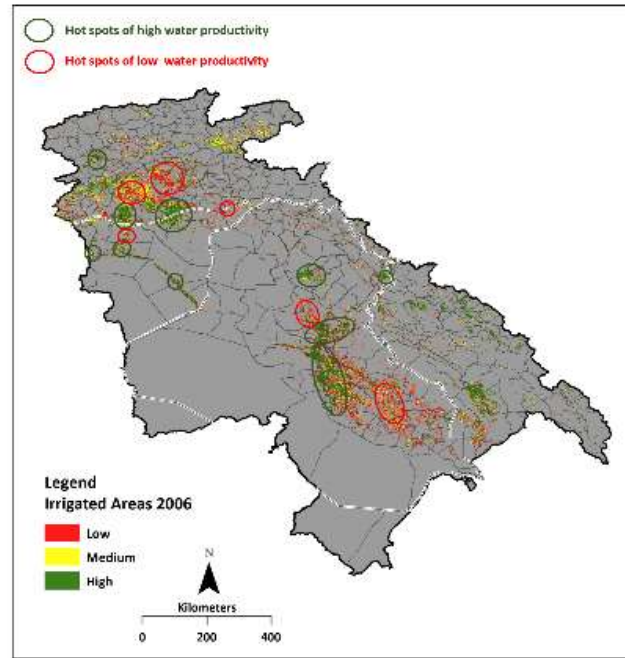 Hot spots of high water productivity
Hot spots of low water productivity
Legend
Irrigated Areas 2006
Low
Medium
High
N
Kilometers
0 200 400